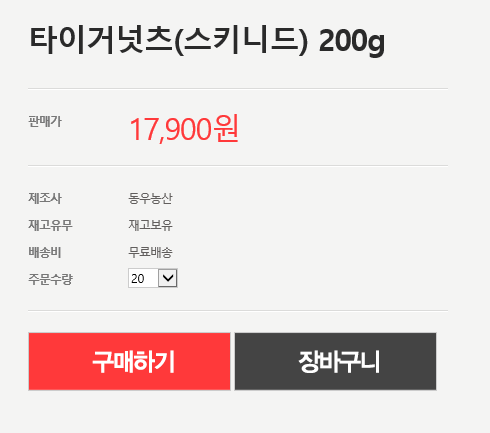 타이거넛츠(스키니드) 200g
판매가 17,900원
제조사 동우농산
재고유무 재고보유
배송비 무료배송
주문수량 20
구매하기 장바구니